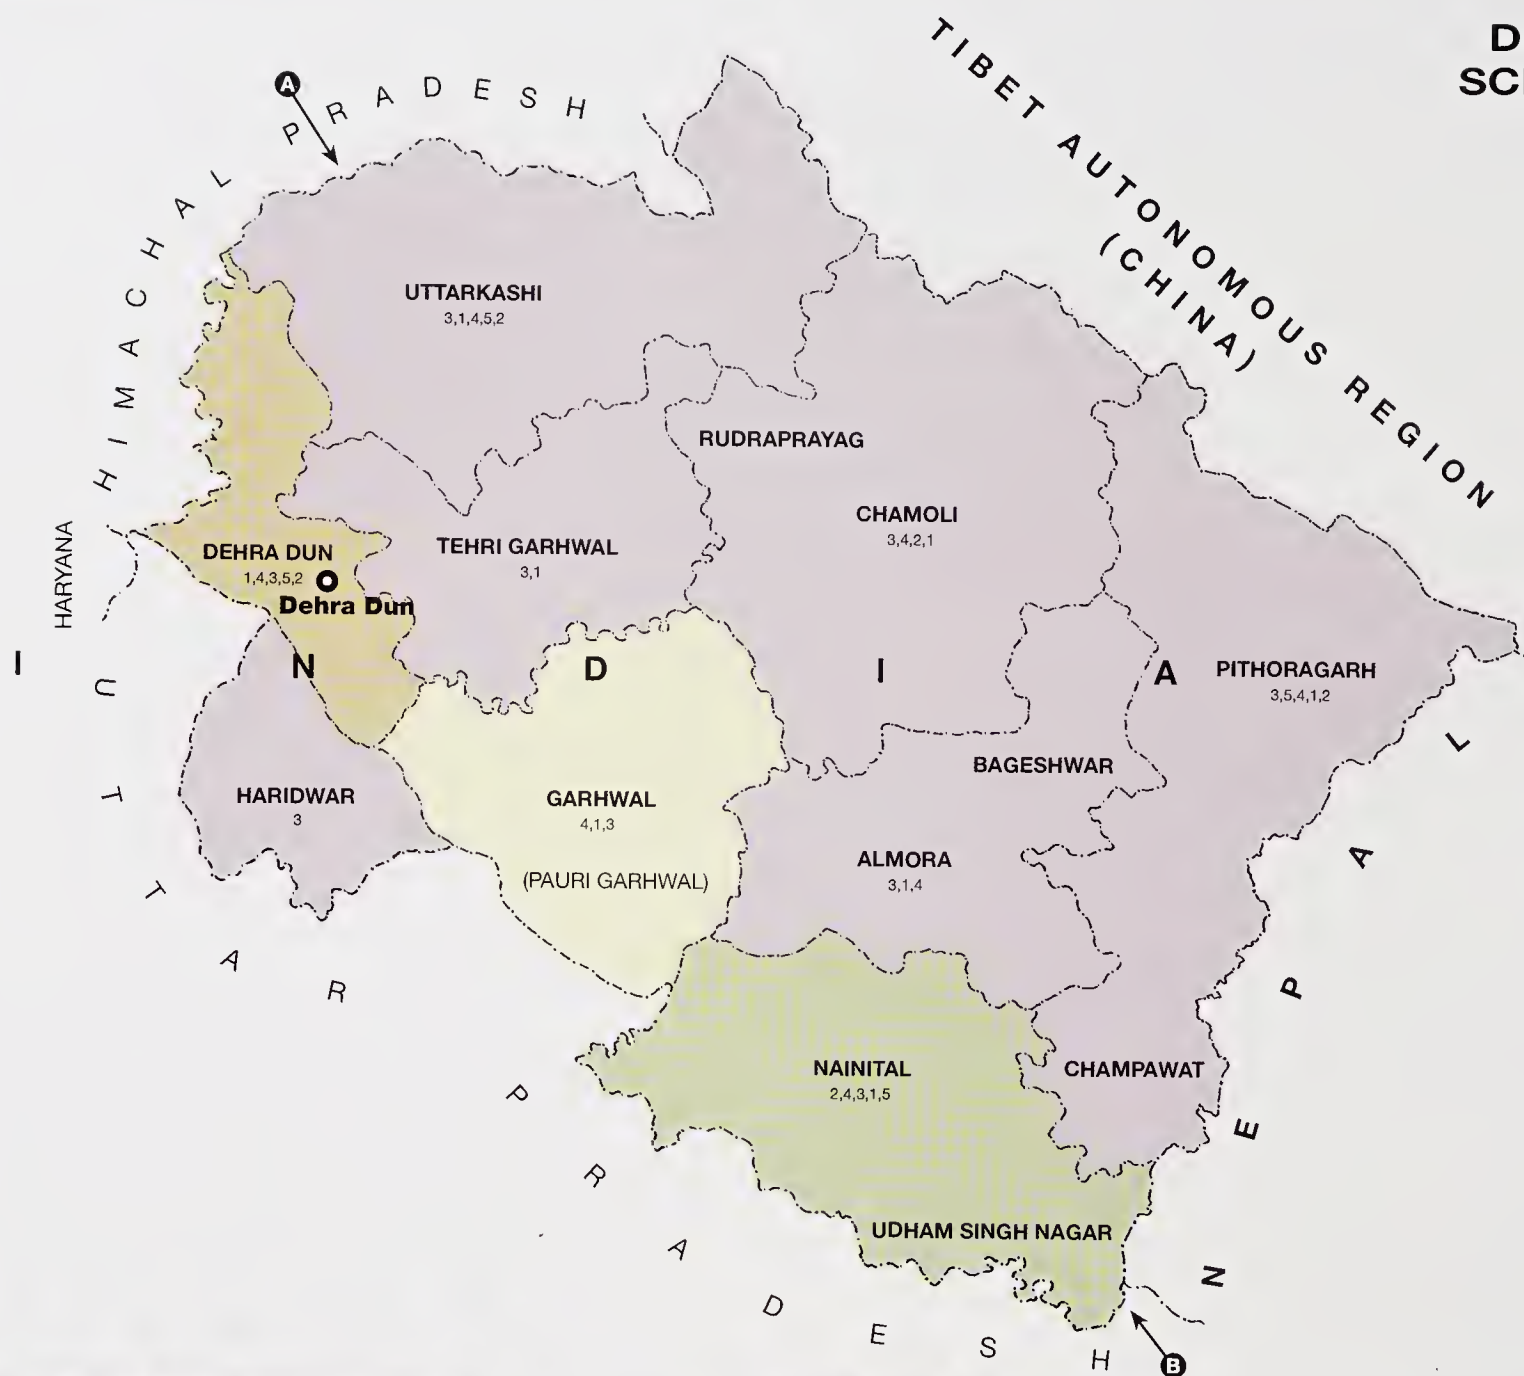 D
SCH
TIBET AUTONOMOUS REGION
(CHINA)
A
HIMACHAL PRADESH
UTTARKASHI
3,1,4,5,2
RUDRAPRAYAG
CHAMOLI
3,4,2,1
HARYANA
DEHRA DUN
1,4,3,5,2
Dehra Dun
TEHRI GARHWAL
3,1
INDIA
PITHORAGARH
3,5,4,1,2
BAGESHWAR
HARIDWAR
3
GARHWAL
4,1,3
(PAURI GARHWAL)
ALMORA
3,1,4
NAINITAL
2,4,3,1,5
CHAMPAWAT
NEPAL
UDHAM SINGH NAGAR
UTTAR PRADESH
B